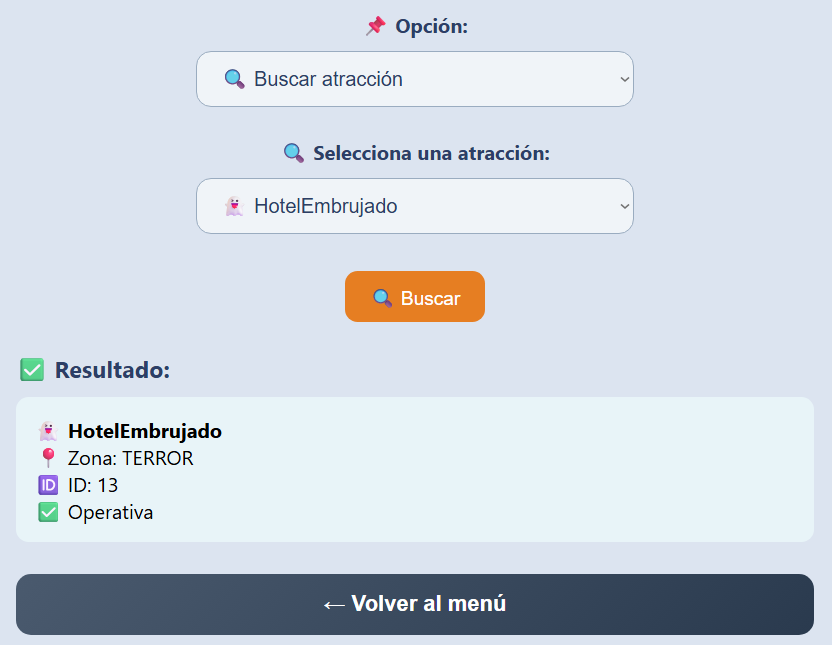 📌 Opción:
🔍 Buscar atracción
🔍 Selecciona una atracción:
👻 HotelEmbrujado
🔍 Buscar
✅ Resultado:
👻 HotelEmbrujado
📍 Zona: TERROR
🆔 ID: 13
✅ Operativa
← Volver al menú